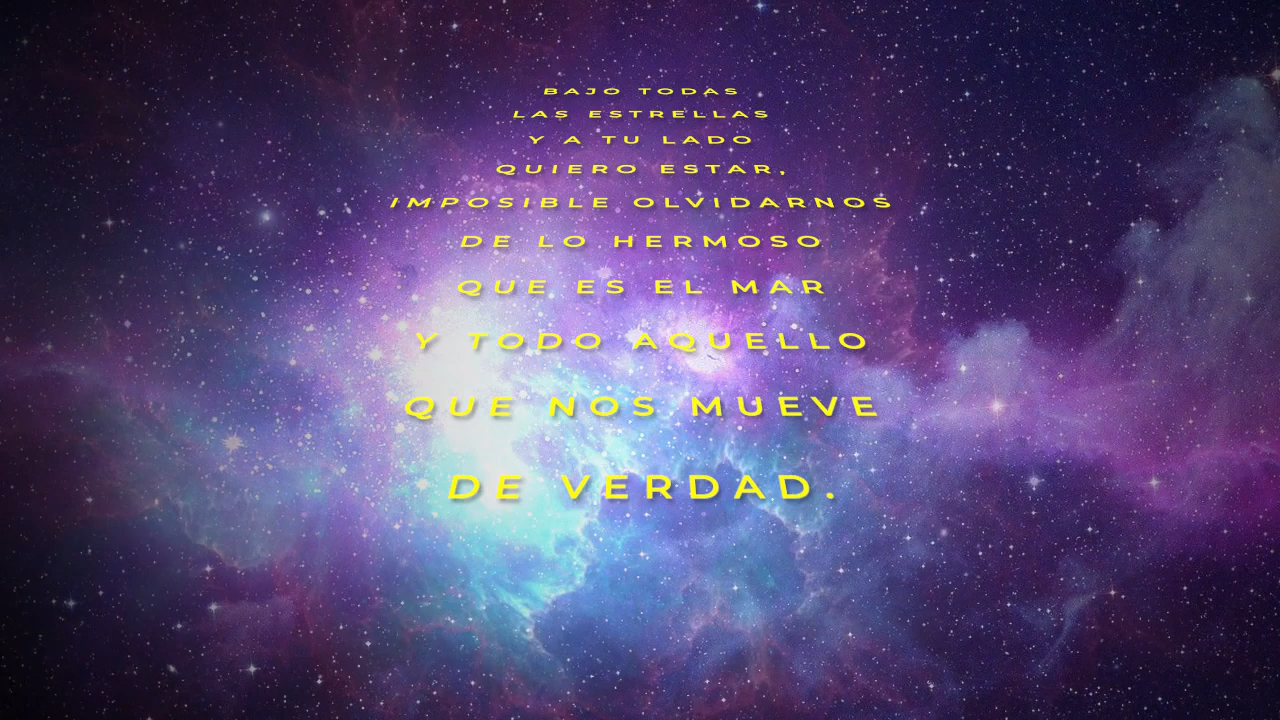 BAJO TODAS
LAS ESTRELLAS
Y A TU LADO
QUIERO ESTAR,
IMPOSIBLE OLVIDARNOS
DE LO HERMOSO
QUE ES EL MAR
Y TODO AQUELLO
QUE NOS MUEVE
DE VERDAD.